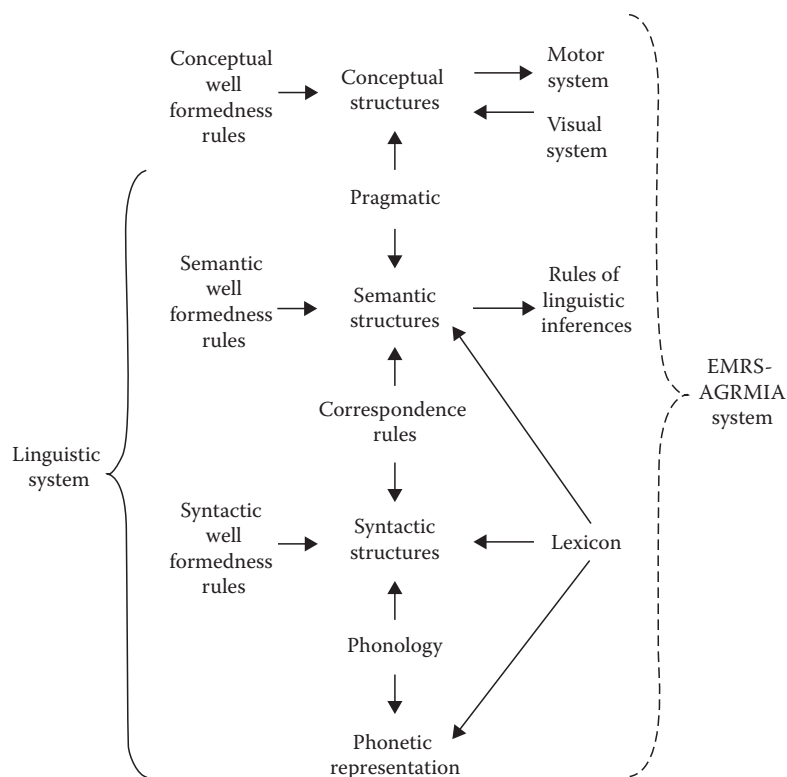 Conceptual
well
formedness
rules
Conceptual
structures
Motor
system
Visual
system
Pragmatic
Semantic
well
formedness
rules
Semantic
structures
Rules of
linguistic
inferences
EMRS-
AGRMIA
system
Correspondence
rules
Linguistic
system
Syntactic
well
formedness
rules
Syntactic
structures
Lexicon
Phonology
Phonetic
representation